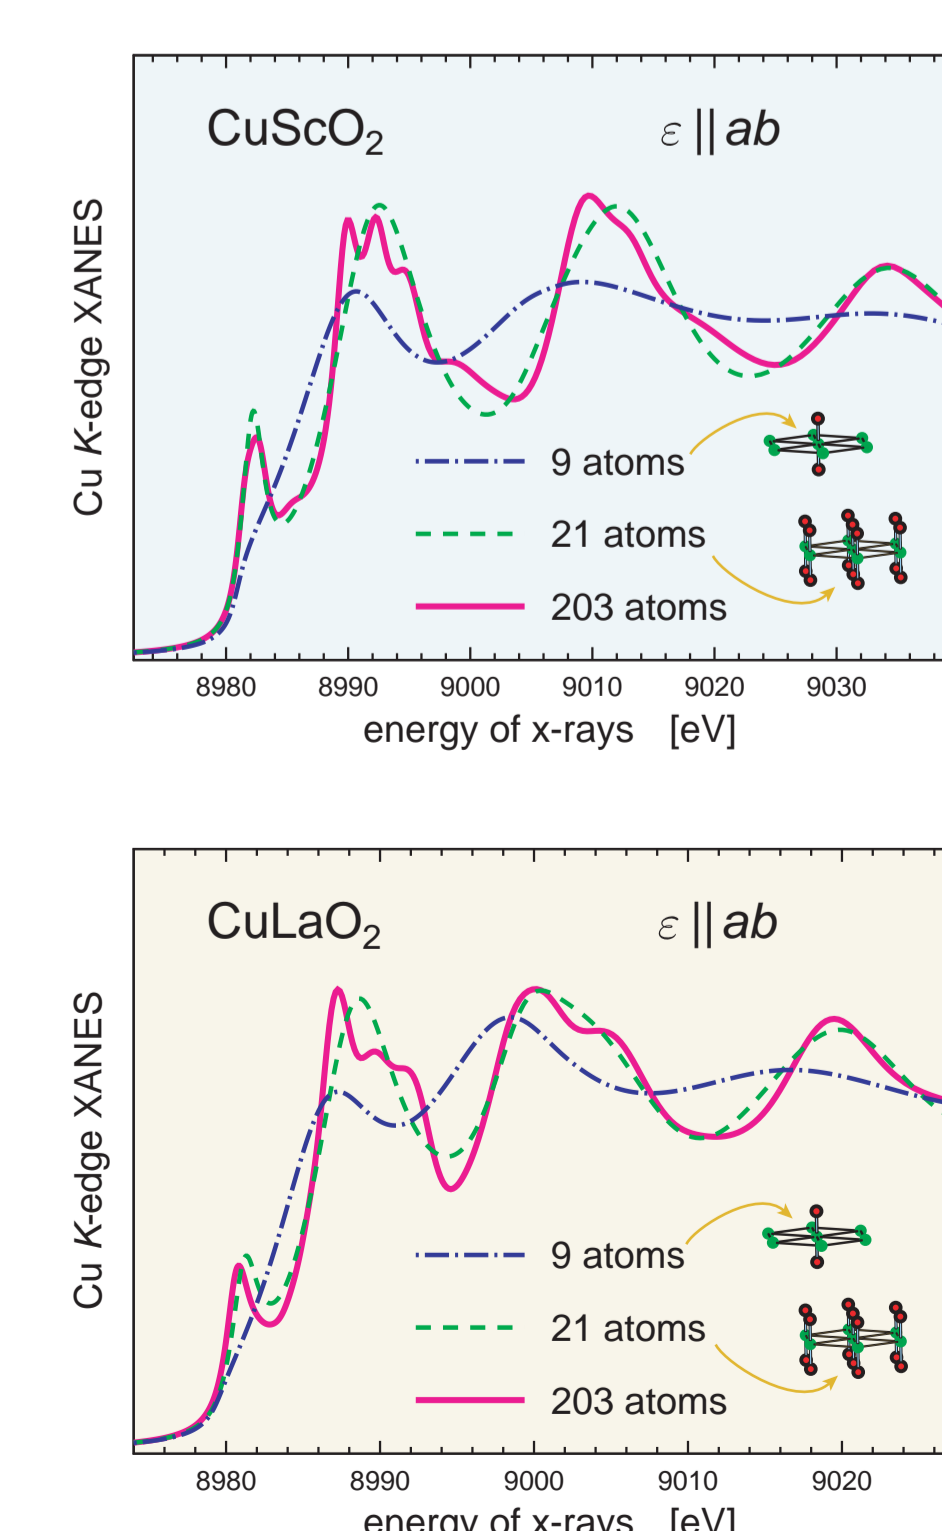 CuScO₂ ε || ab
Cu K-edge XANES
9 atoms
21 atoms
203 atoms
8980 8990 9000 9010 9020 9030
energy of x-rays [eV]
CuLaO₂ ε || ab
Cu K-edge XANES
9 atoms
21 atoms
203 atoms
8980 8990 9000 9010 9020
energy of x-rays [eV]